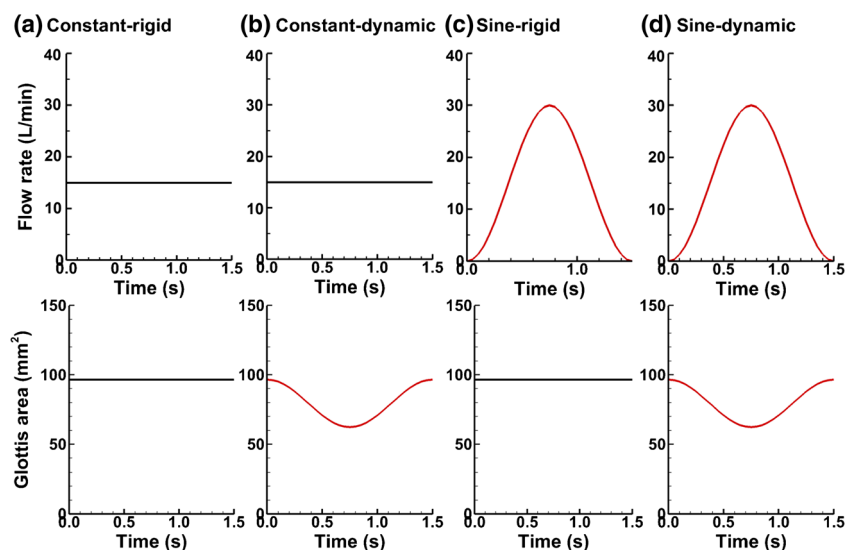 (a) Constant-rigid (b) Constant-dynamic (c) Sine-rigid (d) Sine-dynamic
Flow rate (L/min)
40 40 40 40
30 30 30 30
20 20 20 20
10 10 10 10
0 0 0 0
0.0 0.5 1.0 1.5 0.0 0.5 1.0 1.5 0.0 1.0 0.0 0.5 1.0 1.5
Time (s) Time (s) Time (s) Time (s)
Glottis area (mm²)
150 150 150 150
100 100 100 100
50 50 50 50
0 0 0 0
0.0 0.5 1.0 1.5 0.0 0.5 1.0 1.5 0.0 0.5 1.0 1.5 0.0 0.5 1.0 1.5
Time (s) Time (s) Time (s) Time (s)